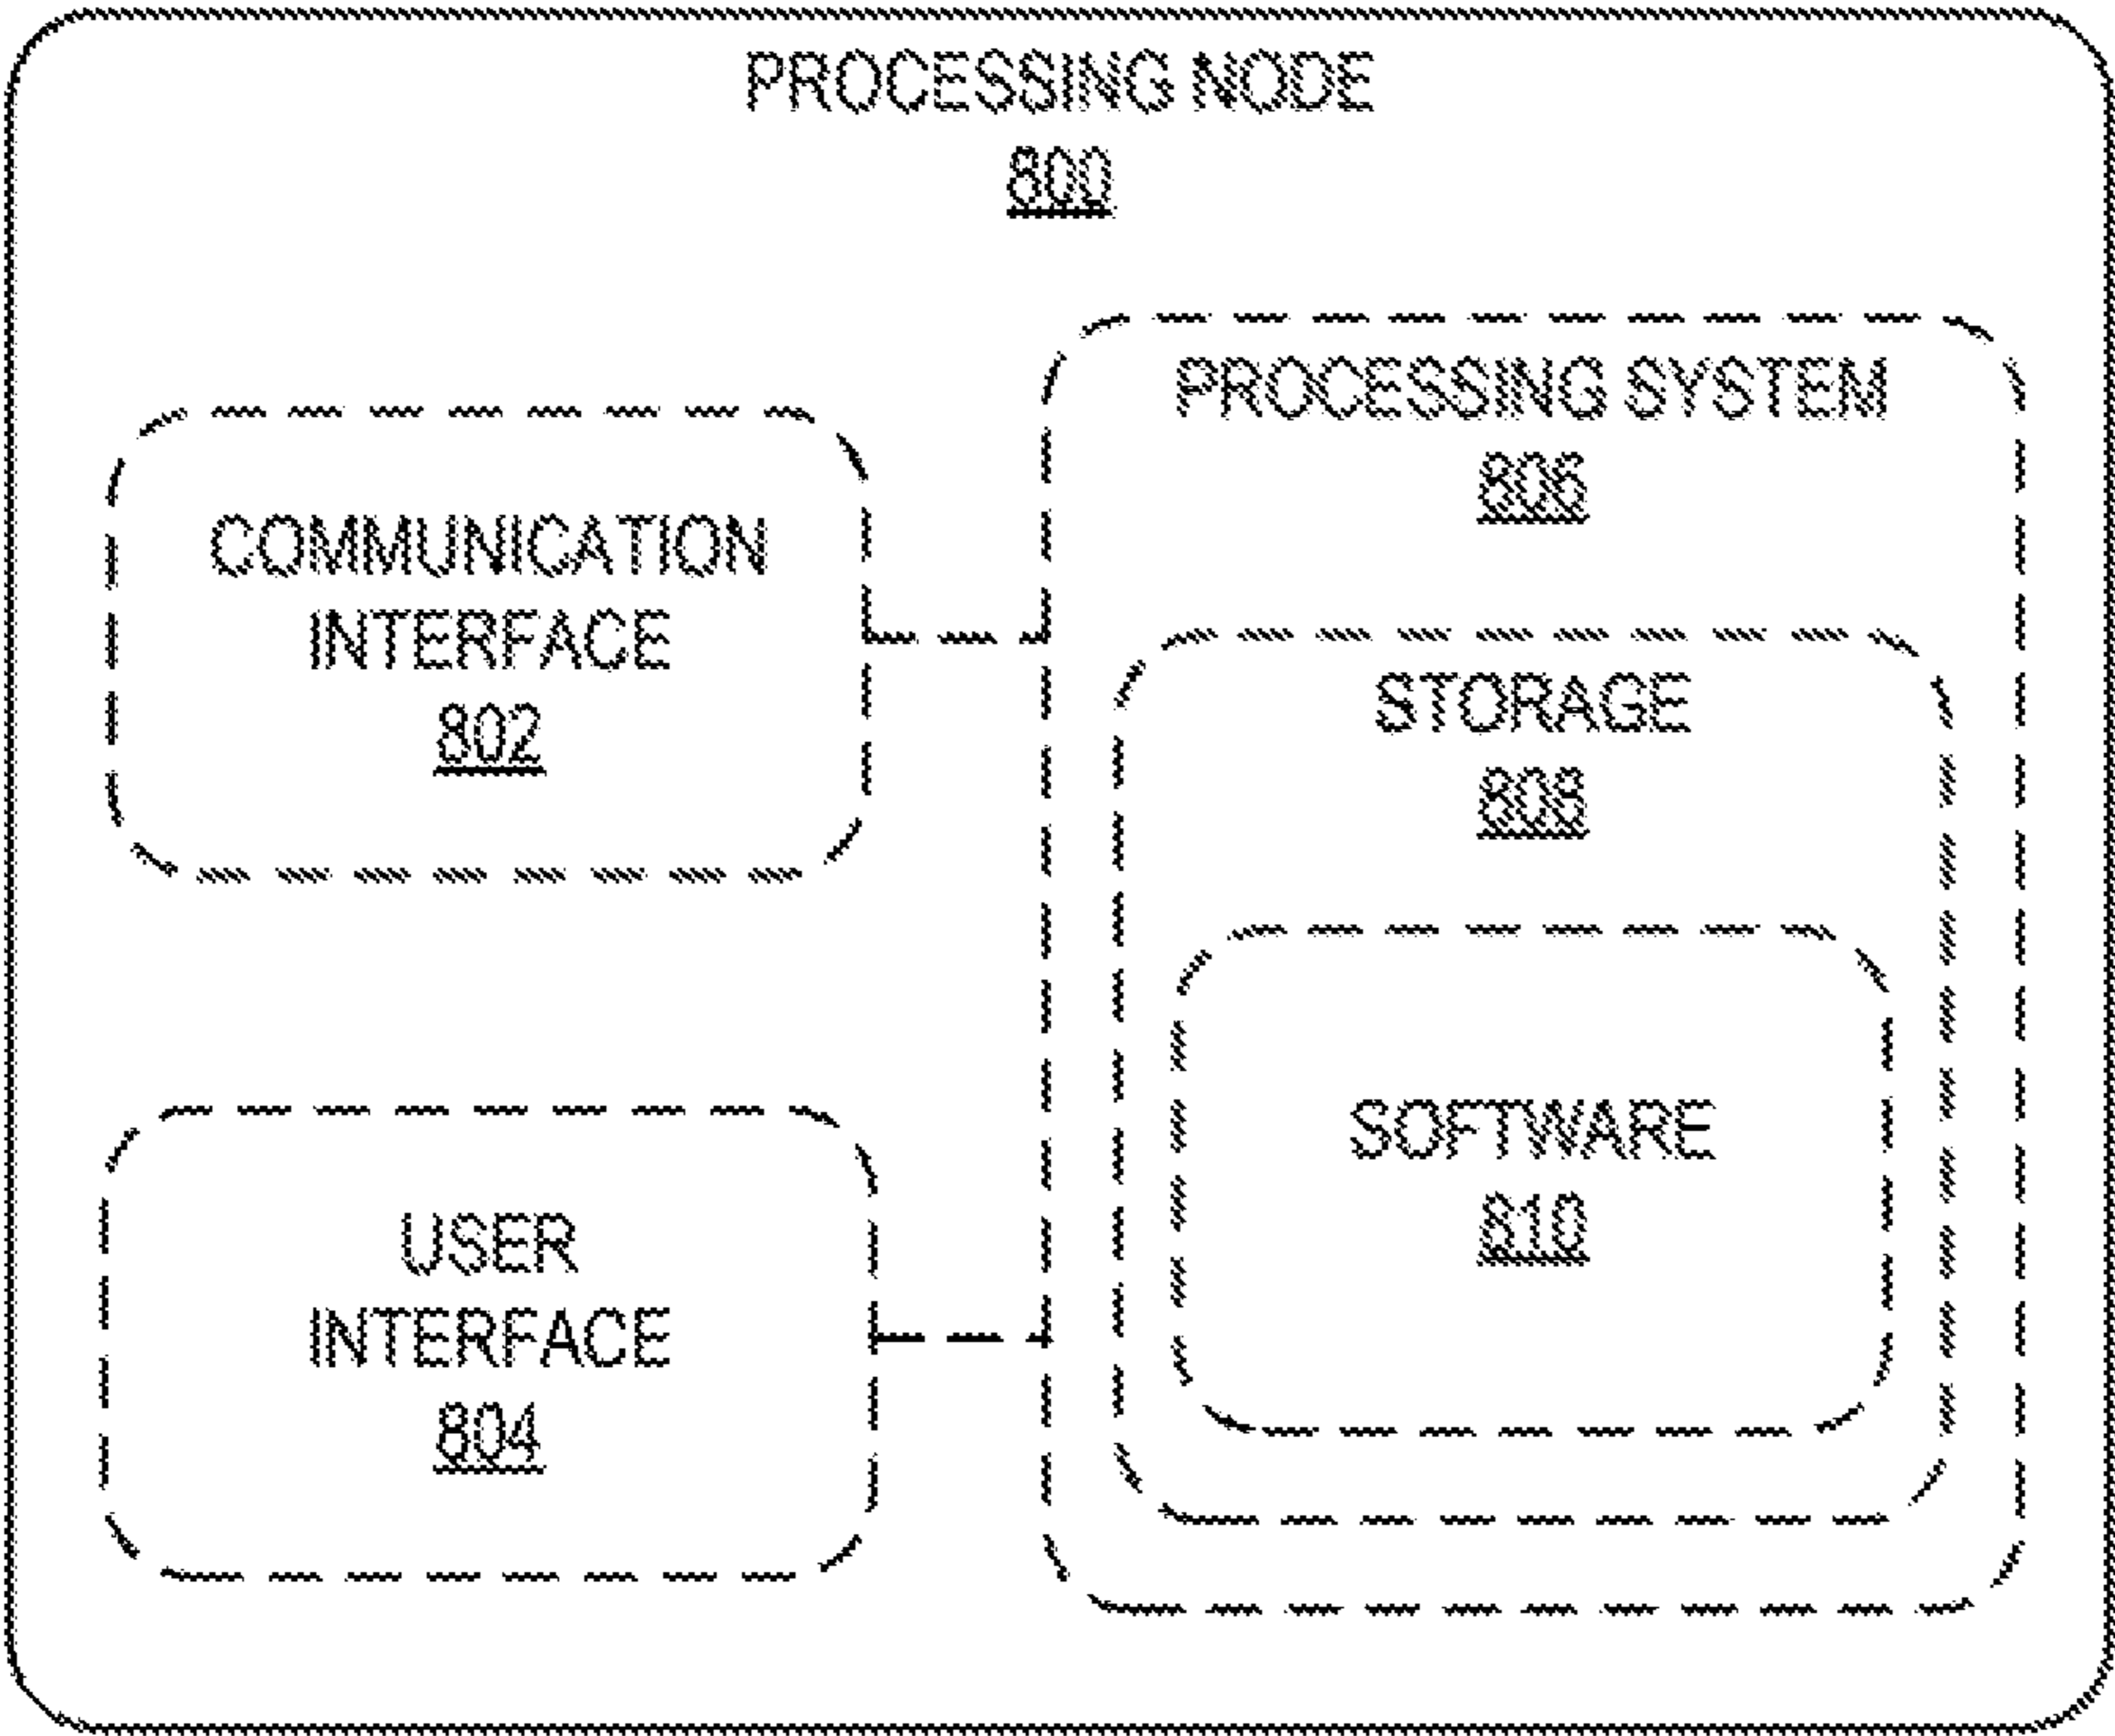 PROCESSING NODE
800
COMMUNICATION
INTERFACE
802
USER
INTERFACE
804
PROCESSING SYSTEM
806
STORAGE
808
SOFTWARE
810